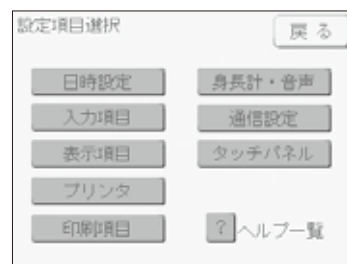 設定項目選択
戻る
日時設定
入力項目
表示項目
プリンタ
印刷項目
身長計・音声
通信設定
タッチパネル
? ヘルプ一覧